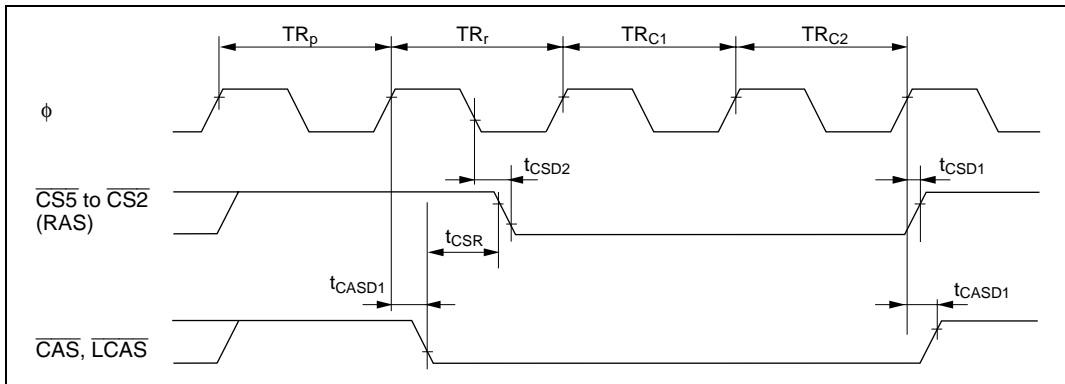 TRp TRr TRC1 TRC2
φ
tCSD2 tCSD1
CS5 to CS2
(RAS)
tCSR
tCASD1 tCASD1
CAS, LCAS